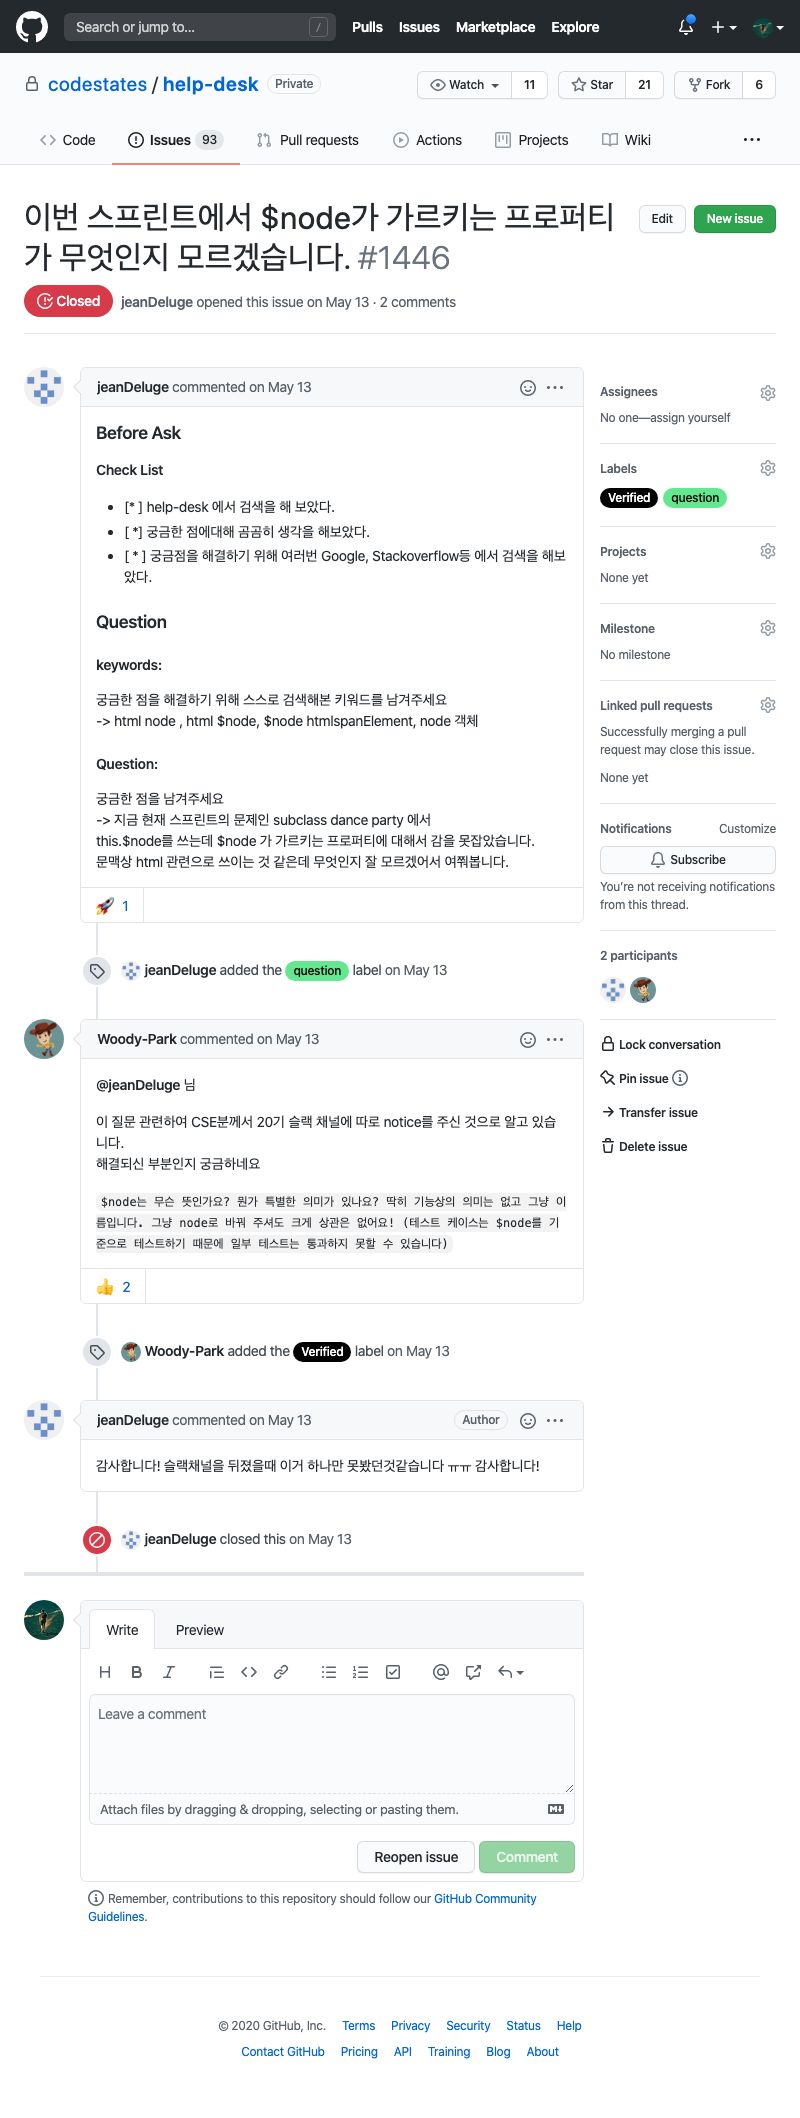 Search or jump to... /
Pulls Issues Marketplace Explore
codestates / help-desk Private
Watch 11 Star 21 Fork 6
Code Issues 93 Pull requests Actions Projects Wiki
이번 스프린트에서 $node가 가르키는 프로퍼티
가 무엇인지 모르겠습니다. #1446
Edit New issue
Closed jeanDeluge opened this issue on May 13 · 2 comments
jeanDeluge commented on May 13
Before Ask
Check List
• [* ] help-desk 에서 검색을 해 보았다.
• [ *] 궁금한 점에대해 곰곰히 생각을 해보았다.
• [ * ] 궁금점을 해결하기 위해 여러번 Google, Stackoverflow등 에서 검색을 해보
았다.
Question
keywords:
궁금한 점을 해결하기 위해 스스로 검색해본 키워드를 남겨주세요
-> html node , html $node, $node htmlspanElement, node 객체
Question:
궁금한 점을 남겨주세요
-> 지금 현재 스프린트의 문제인 subclass dance party 에서
this.$node를 쓰는데 $node 가 가르키는 프로퍼티에 대해서 감을 못잡았습니다.
문맥상 html 관련으로 쓰이는 것 같은데 무엇인지 잘 모르겠어서 여쭤봅니다.
🚀 1
jeanDeluge added the question label on May 13
Woody-Park commented on May 13
@jeanDeluge 님
이 질문 관련하여 CSE분께서 20기 슬랙 채널에 따로 notice를 주신 것으로 알고 있습
니다.
해결되신 부분인지 궁금하네요
$node는 무슨 뜻인가요? 뭔가 특별한 의미가 있나요? 딱히 기능상의 의미는 없고 그냥 이
름입니다. 그냥 node로 바꿔 주셔도 크게 상관은 없어요! (테스트 케이스는 $node를 기
준으로 테스트하기 때문에 일부 테스트는 통과하지 못할 수 있습니다)
👍 2
Woody-Park added the Verified label on May 13
jeanDeluge commented on May 13 Author
감사합니다! 슬랙채널을 뒤졌을때 이거 하나만 못봤던것같습니다 ㅠㅠ 감사합니다!
jeanDeluge closed this on May 13
Write Preview
H B I
Leave a comment
Attach files by dragging & dropping, selecting or pasting them.
Reopen issue Comment
Remember, contributions to this repository should follow our GitHub Community
Guidelines.
Assignees
No one—assign yourself
Labels
Verified question
Projects
None yet
Milestone
No milestone
Linked pull requests
Successfully merging a pull
request may close this issue.
None yet
Notifications Customize
Subscribe
You're not receiving notifications
from this thread.
2 participants
Lock conversation
Pin issue
Transfer issue
Delete issue
© 2020 GitHub, Inc. Terms Privacy Security Status Help
Contact GitHub Pricing API Training Blog About